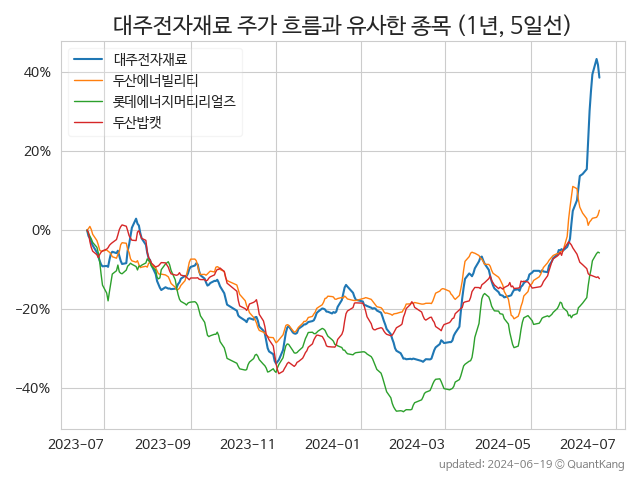 대주전자재료 주가 흐름과 유사한 종목 (1년, 5일선)
대주전자재료
두산에너빌리티
롯데에너지머티리얼즈
두산밥캣
40%
20%
0%
−20%
−40%
2023-07 2023-09 2023-11 2024-01 2024-03 2024-05 2024-07
updated: 2024-06-19 © QuantKang